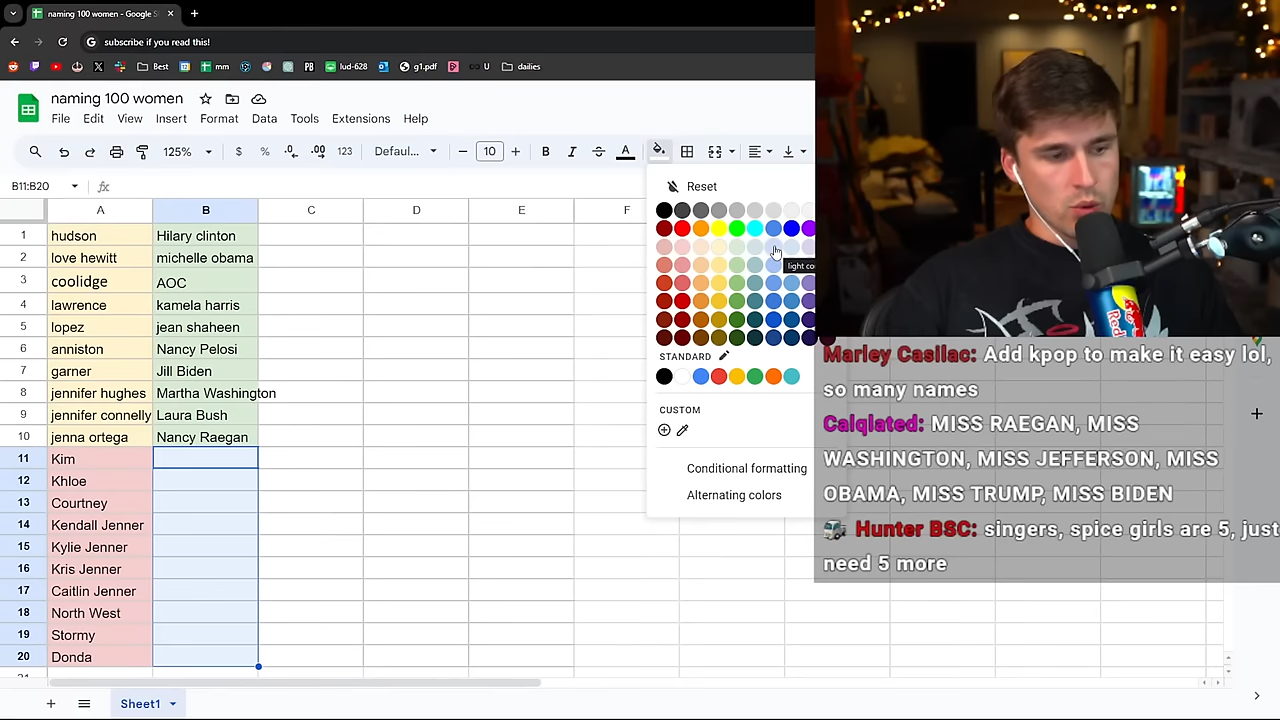 naming 100 women - Google S
subscribe if you read this!
Best
mm
PB
lud-628
g1.pdf
U
dailies
naming 100 women
File Edit View Insert Format Data Tools Extensions Help
125% $ % .0 .00 123 Defaul... 10 B I A
B11:B20 fx
A B C D E F
1 hudson Hilary clinton
2 love hewitt michelle obama
3 coolidge AOC
4 lawrence kamela harris
5 lopez jean shaheen
6 anniston Nancy Pelosi
7 garner Jill Biden
8 jennifer hughes Martha Washington
9 jennifer connelly Laura Bush
10 jenna ortega Nancy Raegan
11 Kim
12 Khloe
13 Courtney
14 Kendall Jenner
15 Kylie Jenner
16 Kris Jenner
17 Caitlin Jenner
18 North West
19 Stormy
20 Donda
Sheet1
Reset
light co
STANDARD
CUSTOM
Conditional formatting
Alternating colors
Marley Casilac: Add kpop to make it easy lol,
so many names
Calqlated: MISS RAEGAN, MISS
WASHINGTON, MISS JEFFERSON, MISS
OBAMA, MISS TRUMP, MISS BIDEN
Hunter BSC: singers, spice girls are 5, just
need 5 more
Red